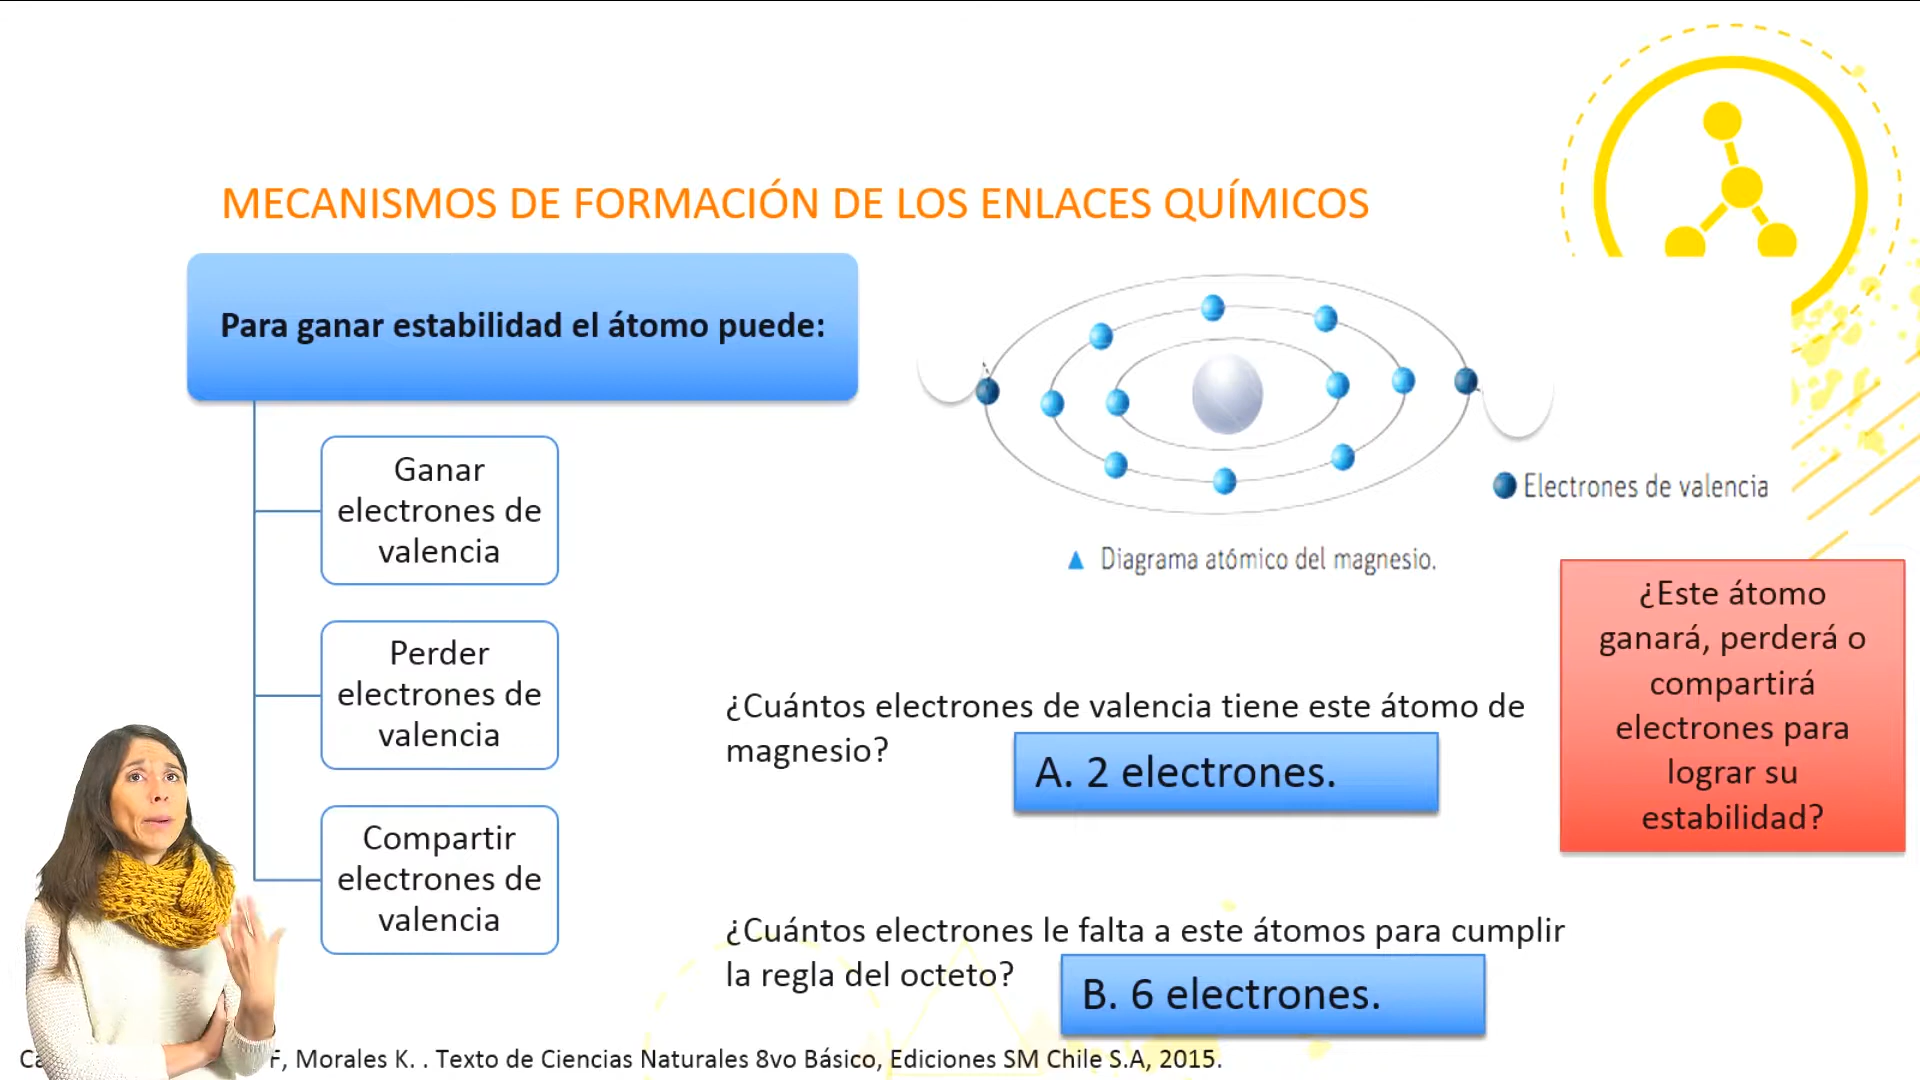 MECANISMOS DE FORMACIÓN DE LOS ENLACES QUÍMICOS
Para ganar estabilidad el átomo puede:
Ganar
electrones de
valencia
Perder
electrones de
valencia
Compartir
electrones de
valencia
Electrones de valencia
Diagrama atómico del magnesio.
¿Cuántos electrones de valencia tiene este átomo de
magnesio?
A. 2 electrones.
¿Este átomo
ganará, perderá o
compartirá
electrones para
lograr su
estabilidad?
¿Cuántos electrones le falta a este átomos para cumplir
la regla del octeto?
B. 6 electrones.
F, Morales K. . Texto de Ciencias Naturales 8vo Básico, Ediciones SM Chile S.A, 2015.